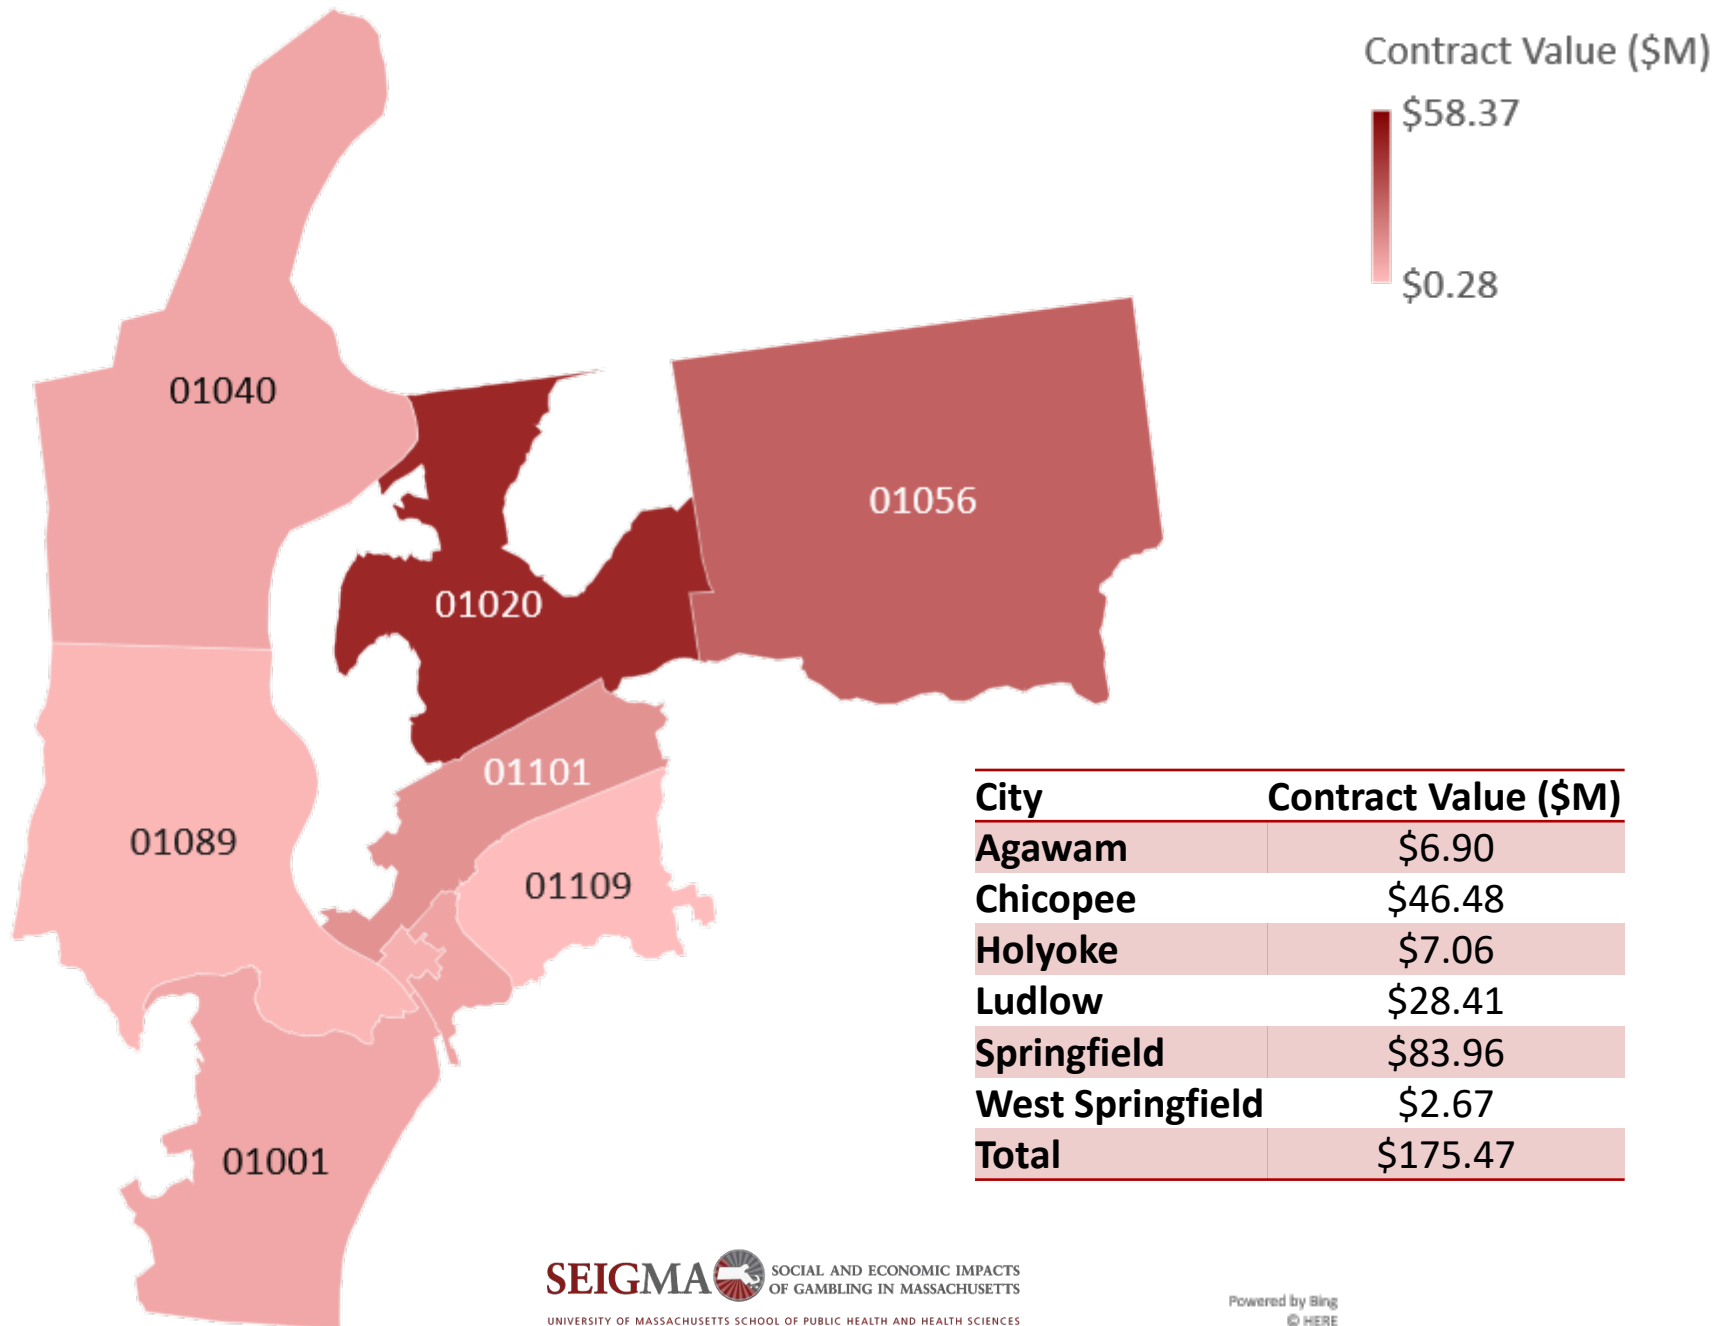 Contract Value ($M)
$58.37
$0.28
01040
01056
01020
01101
01089
01109
01001
City Contract Value ($M)
Agawam $6.90
Chicopee $46.48
Holyoke $7.06
Ludlow $28.41
Springfield $83.96
West Springfield $2.67
Total $175.47
SEIGMA SOCIAL AND ECONOMIC IMPACTS
OF GAMBLING IN MASSACHUSETTS
UNIVERSITY OF MASSACHUSETTS SCHOOL OF PUBLIC HEALTH AND HEALTH SCIENCES
Powered by Bing
© HERE